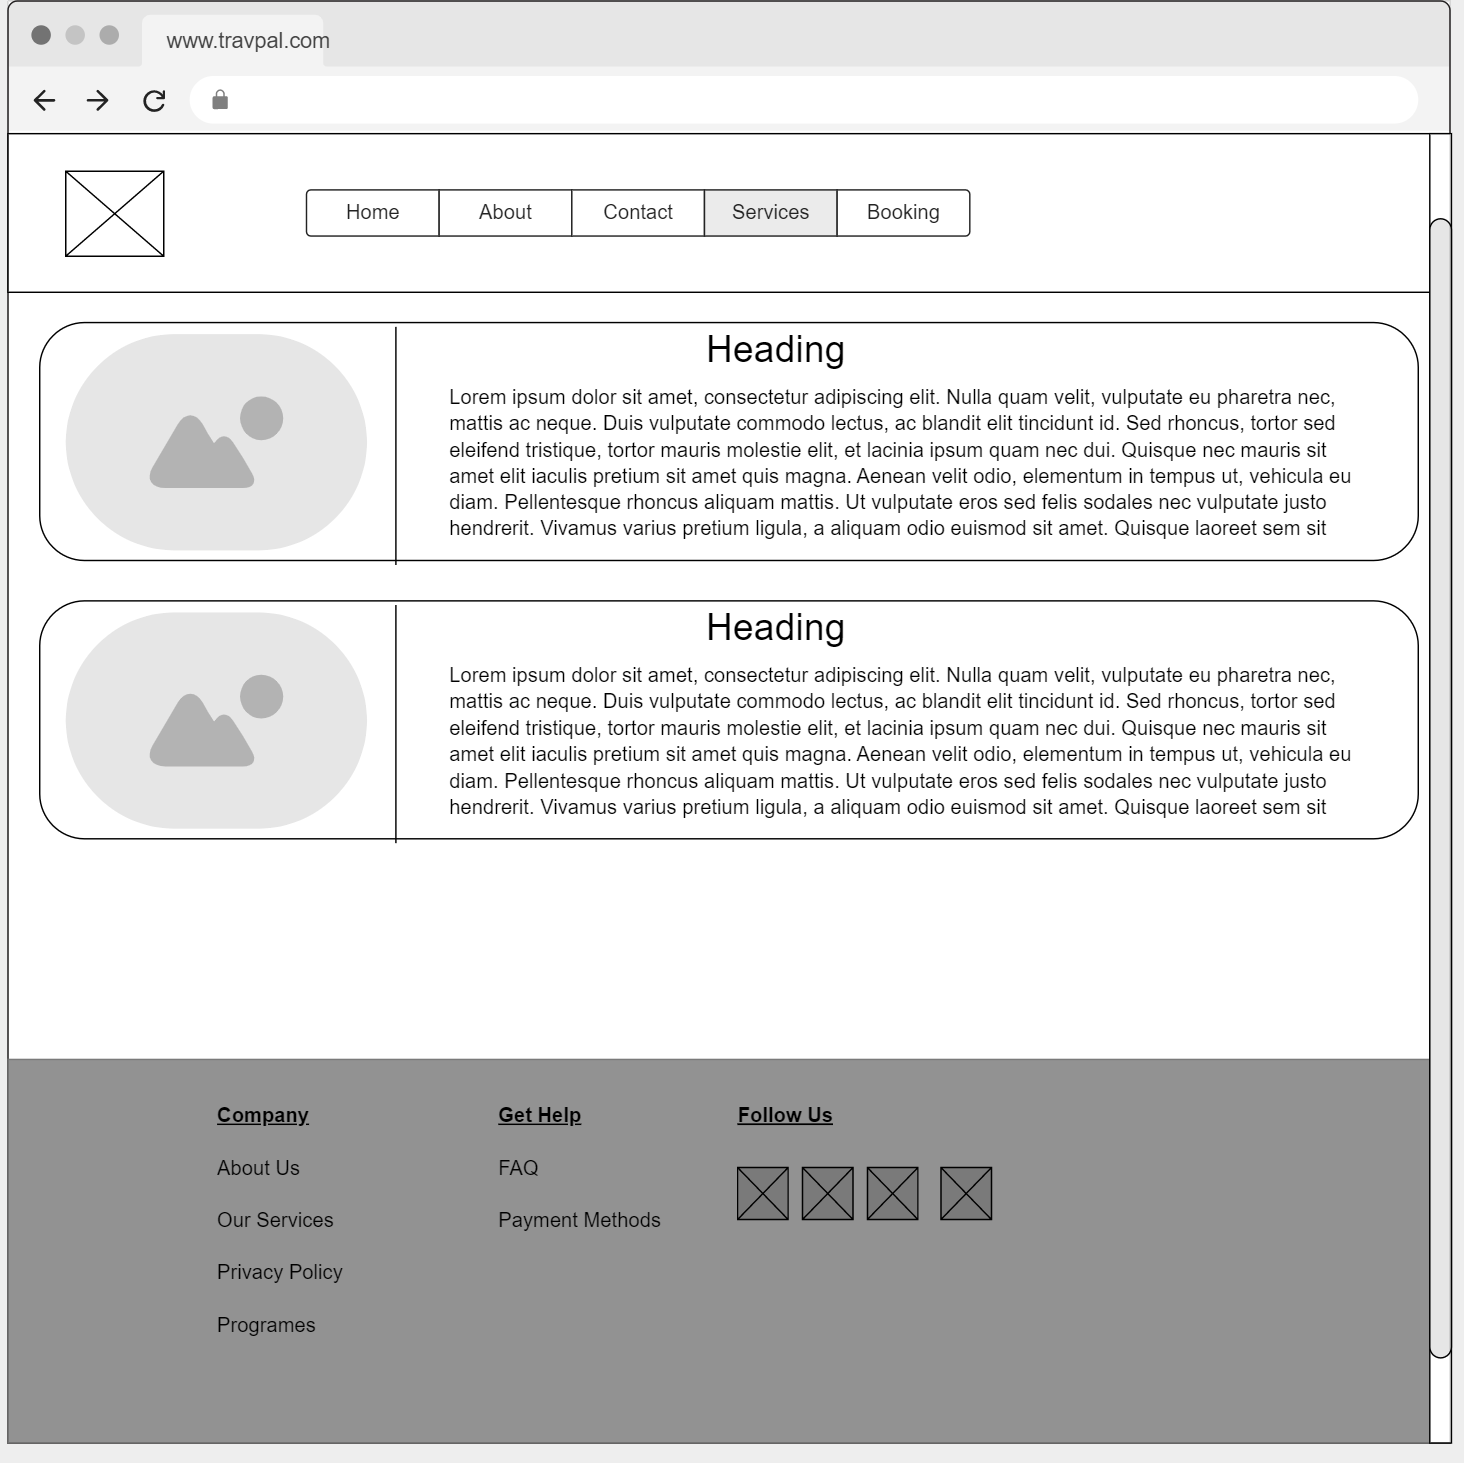 www.travpal.com
Home About Contact Services Booking
Heading
Lorem ipsum dolor sit amet, consectetur adipiscing elit. Nulla quam velit, vulputate eu pharetra nec,
mattis ac neque. Duis vulputate commodo lectus, ac blandit elit tincidunt id. Sed rhoncus, tortor sed
eleifend tristique, tortor mauris molestie elit, et lacinia ipsum quam nec dui. Quisque nec mauris sit
amet elit iaculis pretium sit amet quis magna. Aenean velit odio, elementum in tempus ut, vehicula eu
diam. Pellentesque rhoncus aliquam mattis. Ut vulputate eros sed felis sodales nec vulputate justo
hendrerit. Vivamus varius pretium ligula, a aliquam odio euismod sit amet. Quisque laoreet sem sit
Heading
Lorem ipsum dolor sit amet, consectetur adipiscing elit. Nulla quam velit, vulputate eu pharetra nec,
mattis ac neque. Duis vulputate commodo lectus, ac blandit elit tincidunt id. Sed rhoncus, tortor sed
eleifend tristique, tortor mauris molestie elit, et lacinia ipsum quam nec dui. Quisque nec mauris sit
amet elit iaculis pretium sit amet quis magna. Aenean velit odio, elementum in tempus ut, vehicula eu
diam. Pellentesque rhoncus aliquam mattis. Ut vulputate eros sed felis sodales nec vulputate justo
hendrerit. Vivamus varius pretium ligula, a aliquam odio euismod sit amet. Quisque laoreet sem sit
Company
About Us
Our Services
Privacy Policy
Programes
Get Help
FAQ
Payment Methods
Follow Us